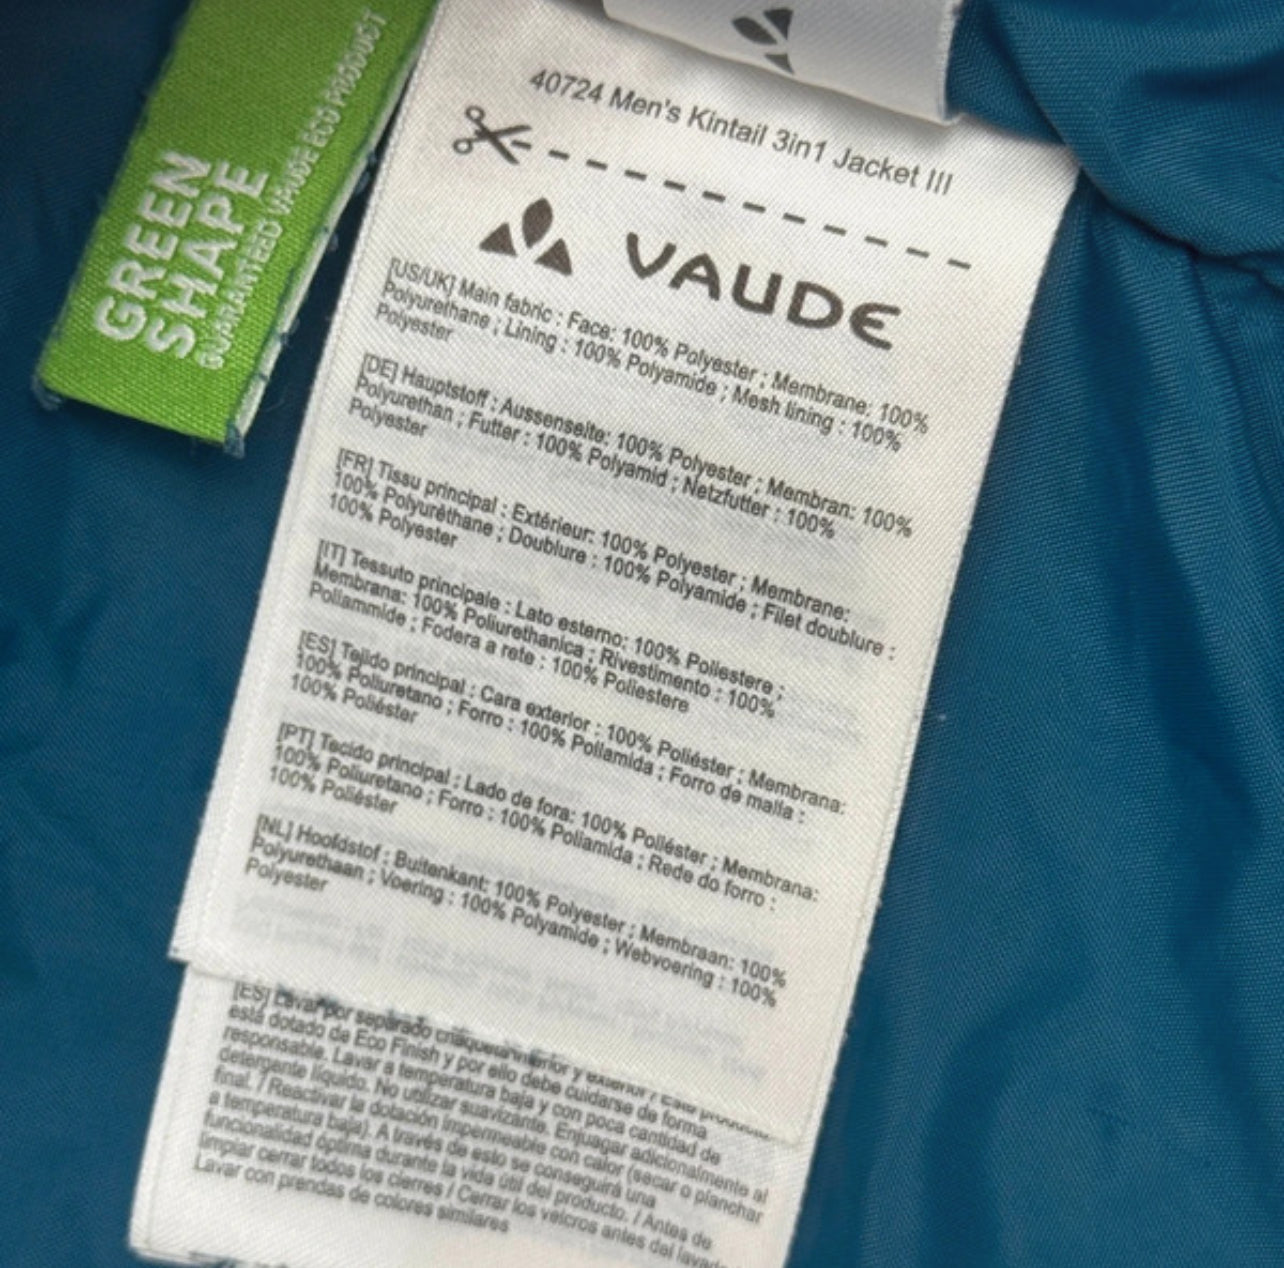 GREEN
SHAPE
GUARANTEED VAUDE ECO PRODUCT
40724 Men's Kintail 3in1 Jacket III
VAUDE
[US/UK] Main fabric : Face: 100% Polyester ; Membrane: 100%
Polyurethane ; Lining : 100% Polyamide ; Mesh lining : 100%
Polyester
[DE] Hauptstoff : Aussenseite: 100% Polyester ; Membran: 100%
Polyurethan ; Futter : 100% Polyamid ; Netzfutter : 100%
Polyester
[FR] Tissu principal : Extérieur: 100% Polyester ; Membrane:
100% Polyuréthane ; Doublure : 100% Polyamide ; Filet doublure :
100% Polyester
[IT] Tessuto principale : Lato esterno: 100% Poliestere ;
Membrana: 100% Poliurethanica ; Rivestimento : 100%
Poliammide ; Fodera a rete : 100% Poliestere
[ES] Tejido principal : Cara exterior : 100% Poliéster ; Membrana:
100% Poliuretano ; Forro : 100% Poliamida ; Forro de malla :
100% Poliéster
[PT] Tecido principal : Lado de fora: 100% Poliéster ; Membrana:
100% Poliuretano ; Forro : 100% Poliamida ; Rede do forro :
100% Poliéster
[NL] Hoofdstof : Buitenkant: 100% Polyester ; Membraan: 100%
Polyurethaan ; Voering : 100% Polyamide ; Webvoering : 100%
Polyester
[ES] Lavar por separado chaqueta interior y exterior / Este producto
está dotado de Eco Finish y por ello debe cuidarse de forma
responsable. Lavar a temperatura baja y con poca cantidad de
detergente líquido. No utilizar suavizante. Enjuagar adicionalmente al
final. / Reactivar la dotación impermeable con calor (secar o planchar
a temperatura baja). A través de esto se conseguirá una
funcionalidad óptima durante la vida útil del producto. / Antes de
limpiar cerrar todos los cierres / Cerrar los velcros antes del lavado
Lavar con prendas de colores similares